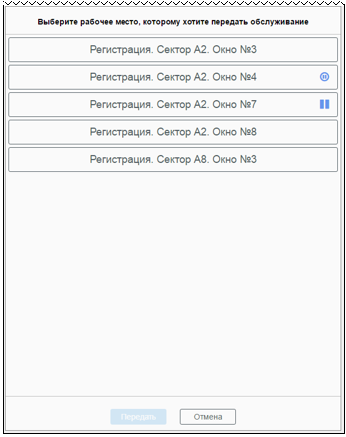 Выберите рабочее место, которому хотите передать обслуживание
Регистрация. Сектор А2. Окно №3
Регистрация. Сектор А2. Окно №4
Регистрация. Сектор А2. Окно №7
Регистрация. Сектор А2. Окно №8
Регистрация. Сектор А8. Окно №3
Передать
Отмена